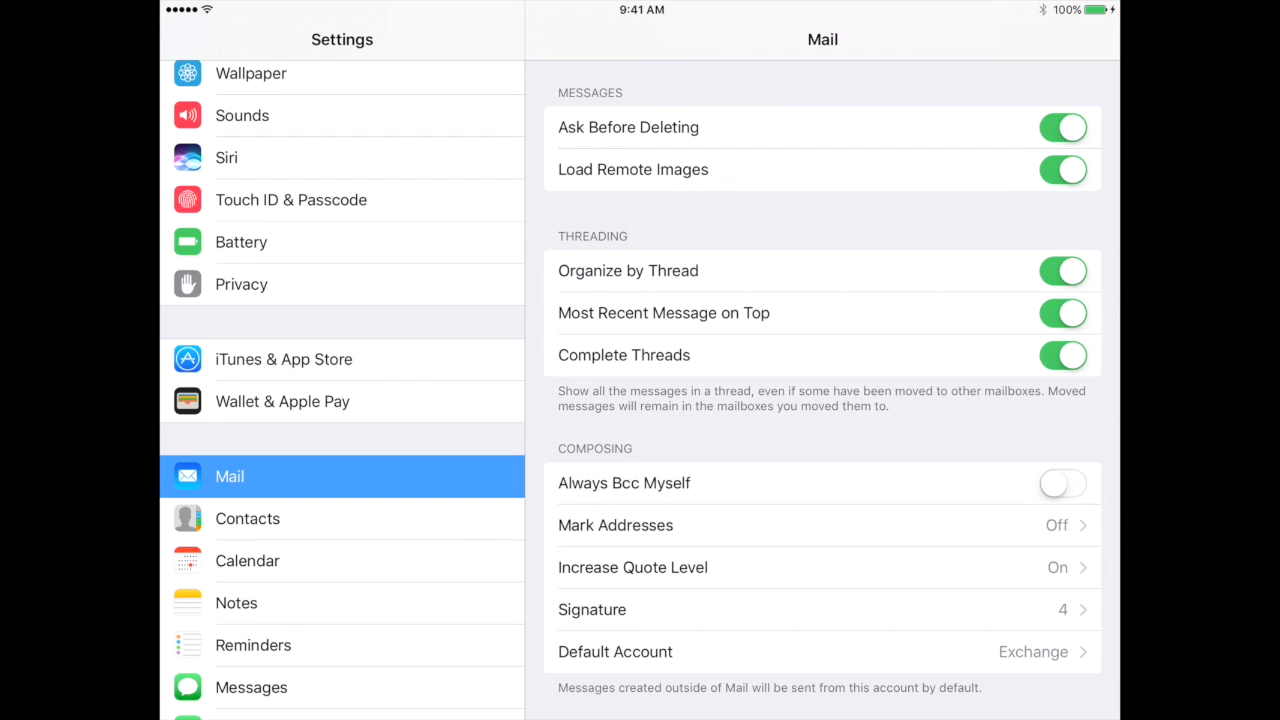 9:41 AM
100%
Settings
Mail
Wallpaper
Sounds
Siri
Touch ID & Passcode
Battery
Privacy
iTunes & App Store
Wallet & Apple Pay
Mail
Contacts
Calendar
Notes
Reminders
Messages
MESSAGES
Ask Before Deleting
Load Remote Images
THREADING
Organize by Thread
Most Recent Message on Top
Complete Threads
Show all the messages in a thread, even if some have been moved to other mailboxes. Moved
messages will remain in the mailboxes you moved them to.
COMPOSING
Always Bcc Myself
Mark Addresses Off
Increase Quote Level On
Signature 4
Default Account Exchange
Messages created outside of Mail will be sent from this account by default.